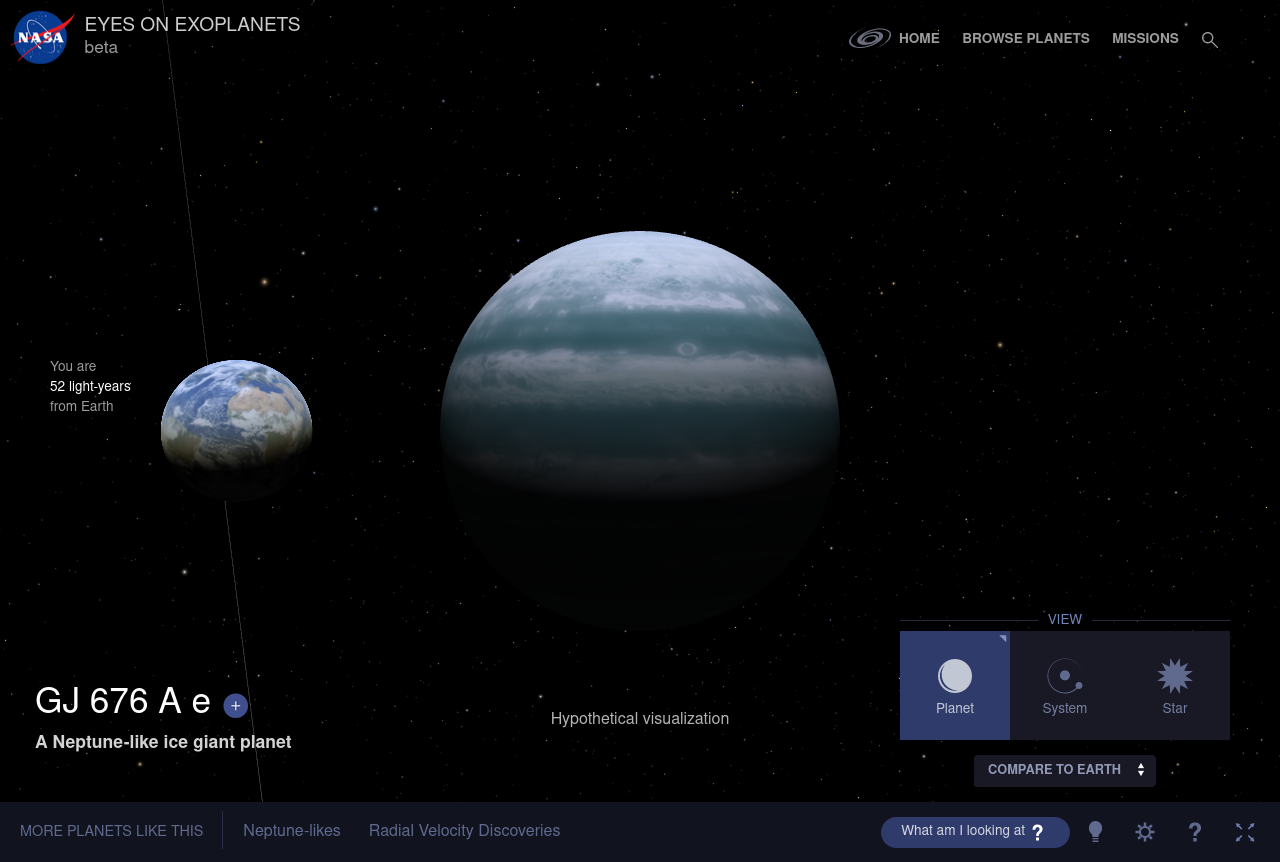 NASA
EYES ON EXOPLANETS
beta
HOME
BROWSE PLANETS
MISSIONS
You are
52 light-years
from Earth
GJ 676 A e +
A Neptune-like ice giant planet
Hypothetical visualization
VIEW
Planet
System
Star
COMPARE TO EARTH
MORE PLANETS LIKE THIS
Neptune-likes
Radial Velocity Discoveries
What am I looking at ?
?